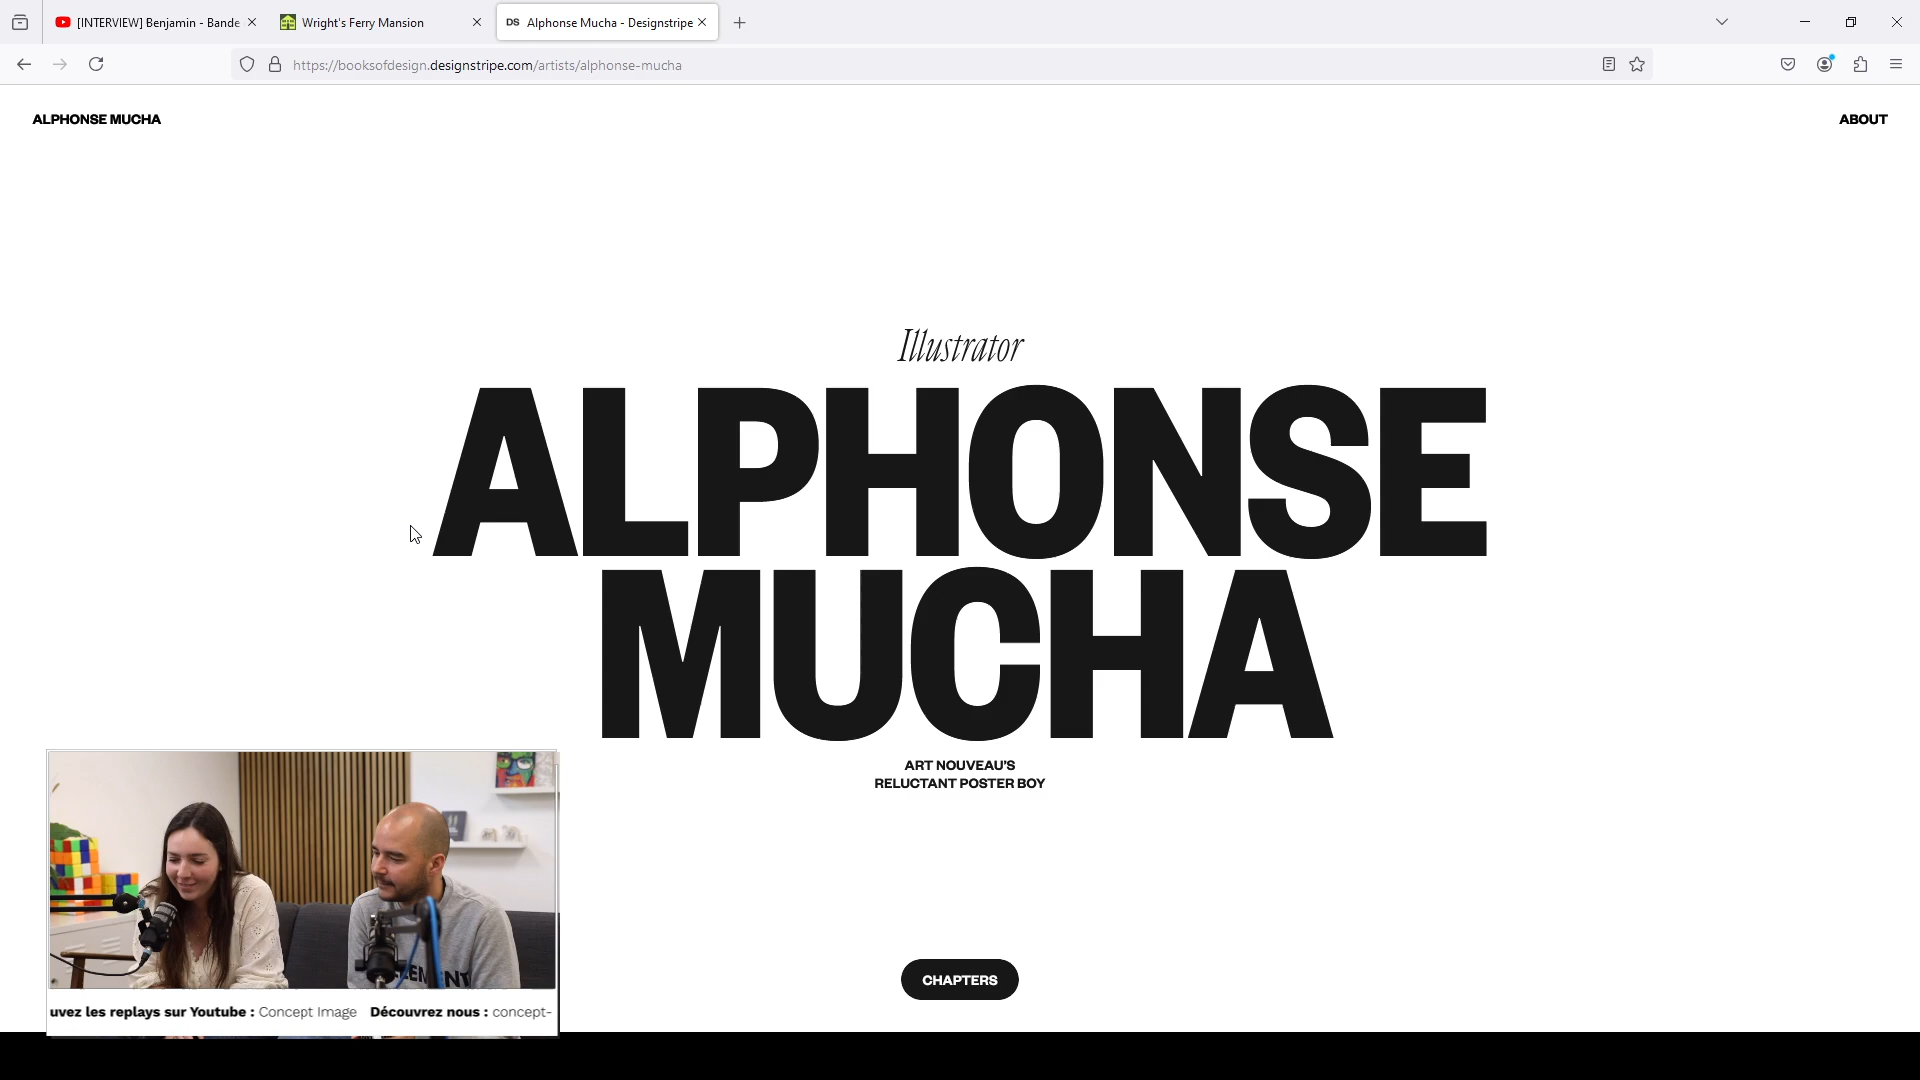 [INTERVIEW] Benjamin - Bande
Wright's Ferry Mansion
DS Alphonse Mucha - Designstripe
https://booksofdesign.designstripe.com/artists/alphonse-mucha
ALPHONSE MUCHA
ABOUT
Illustrator
ALPHONSE
MUCHA
ART NOUVEAU'S
RELUCTANT POSTER BOY
CHAPTERS
uvez les replays sur Youtube : Concept Image Découvrez nous : concept-